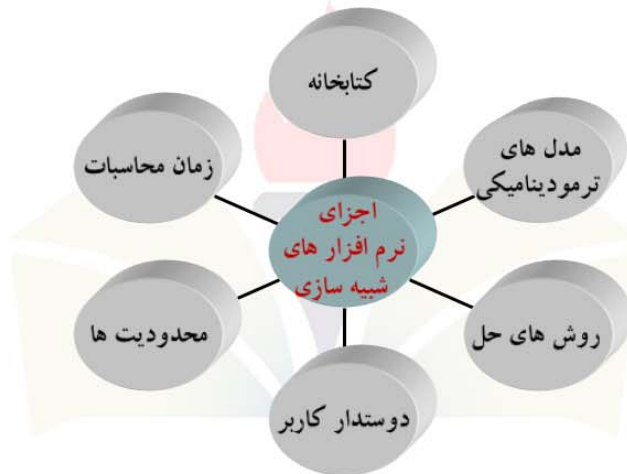 کتابخانه
مدل های
ترمودینامیکی
روش های حل
دوستدار کاربر
محدودیت ها
زمان محاسبات
اجزای
نرم افزار های
شبیه سازی